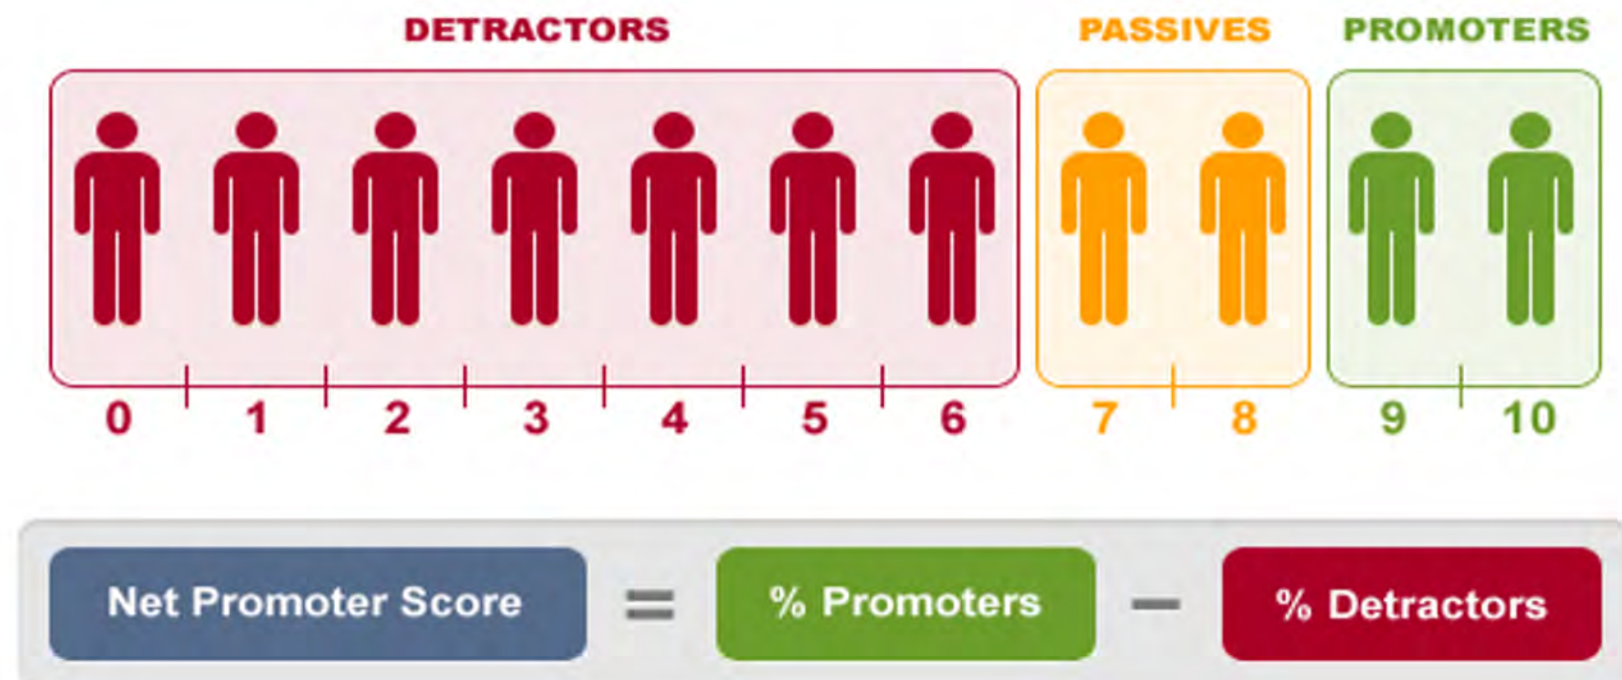 DETRACTORS PASSIVES PROMOTERS
0 1 2 3 4 5 6 7 8 9 10
Net Promoter Score = % Promoters − % Detractors